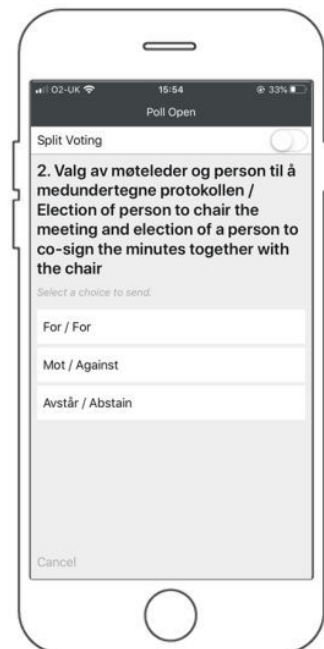 O2-UK 15:54 33%
Poll Open
Split Voting
2. Valg av møteleder og person til å
medundertegne protokollen /
Election of person to chair the
meeting and election of a person to
co-sign the minutes together with
the chair
Select a choice to send.
For / For
Mot / Against
Avstår / Abstain
Cancel